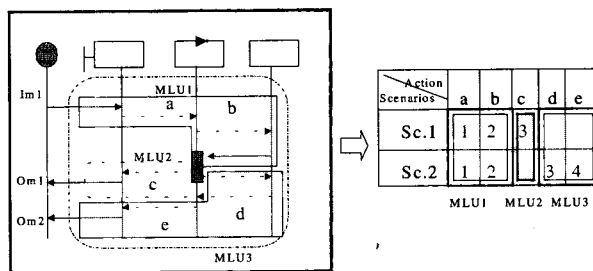 MLU1
a
b
Im1
MLU2
Om1
c
Om2
d
e
MLU3
Action
Scenarios
a b c d e
Sc.1 1 2 3
Sc.2 1 2 3 4
MLU1 MLU2 MLU3